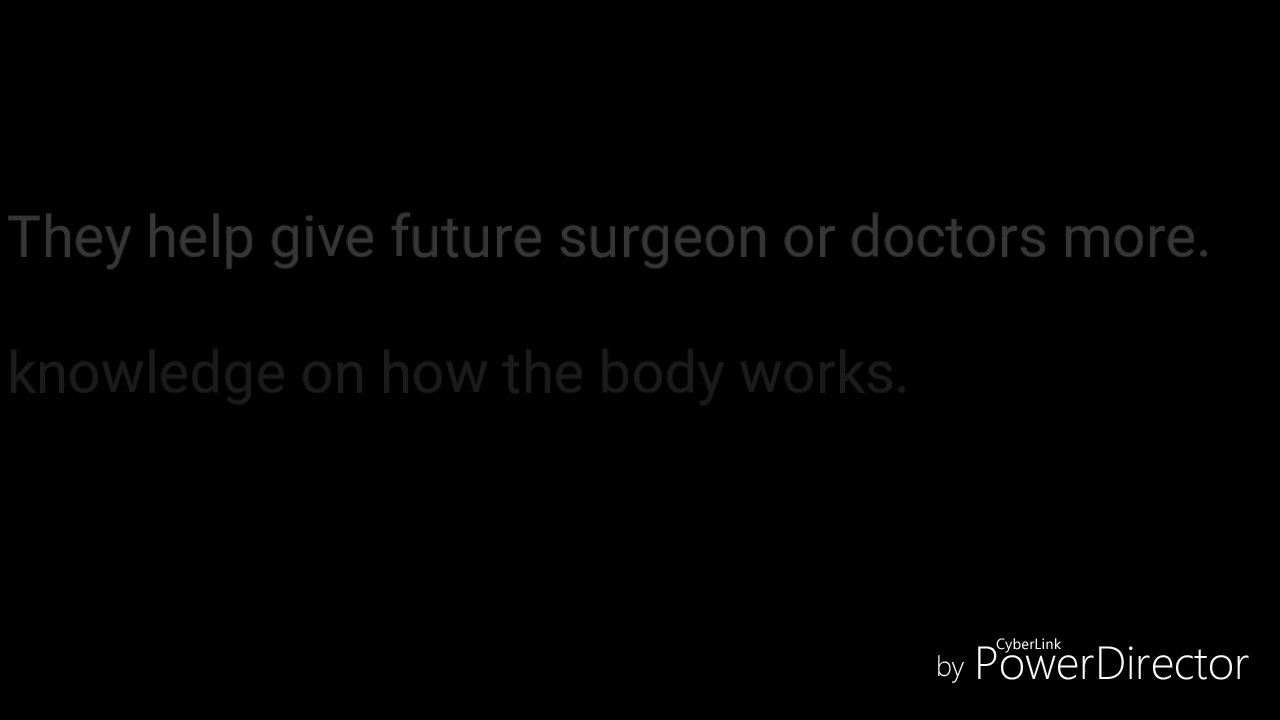 They help give future surgeon or doctors more.
knowledge on how the body works.
by CyberLink PowerDirector